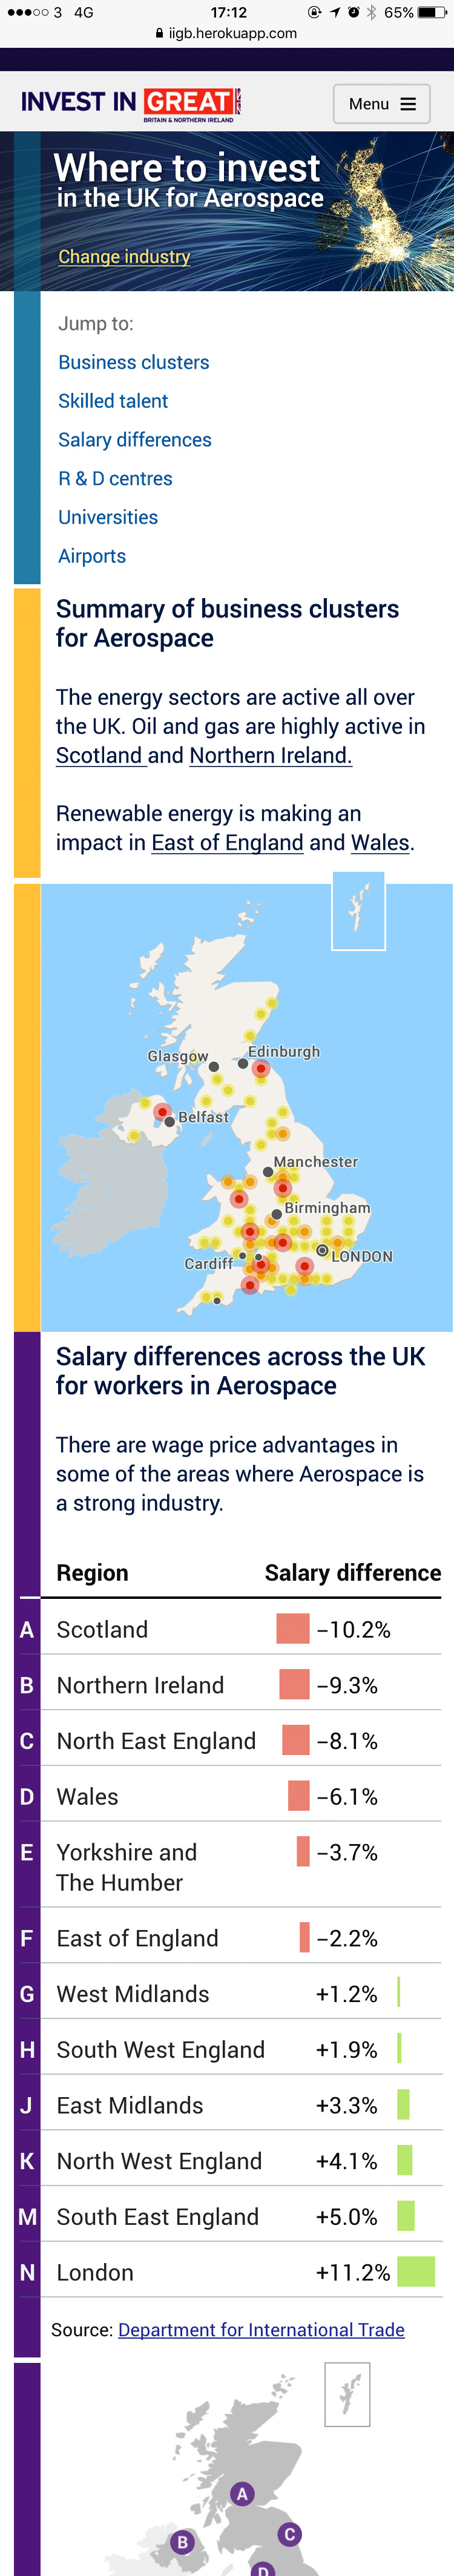 3 4G 17:12 65%
iigb.herokuapp.com
INVEST IN GREAT
BRITAIN & NORTHERN IRELAND
Menu
Where to invest
in the UK for Aerospace
Change industry
Jump to:
Business clusters
Skilled talent
Salary differences
R & D centres
Universities
Airports
Summary of business clusters
for Aerospace
The energy sectors are active all over
the UK. Oil and gas are highly active in
Scotland and Northern Ireland.
Renewable energy is making an
impact in East of England and Wales.
Glasgow
Edinburgh
Belfast
Manchester
Birmingham
Cardiff
LONDON
Salary differences across the UK
for workers in Aerospace
There are wage price advantages in
some of the areas where Aerospace is
a strong industry.
Region Salary difference
A Scotland −10.2%
B Northern Ireland −9.3%
C North East England −8.1%
D Wales −6.1%
E Yorkshire and −3.7%
The Humber
F East of England −2.2%
G West Midlands +1.2%
H South West England +1.9%
J East Midlands +3.3%
K North West England +4.1%
M South East England +5.0%
N London +11.2%
Source: Department for International Trade
A
B
C
D